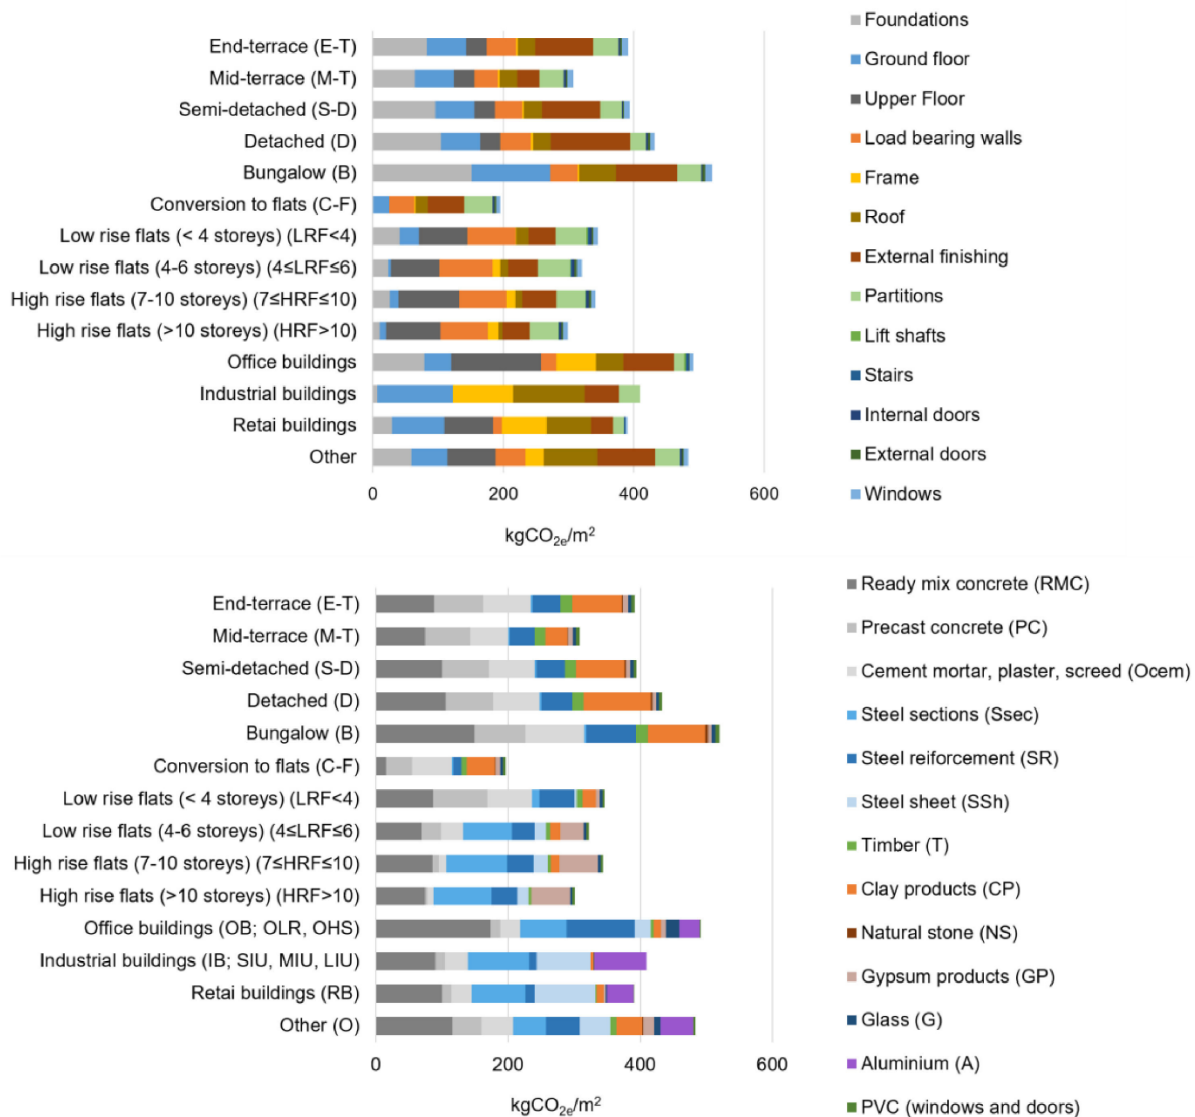 End-terrace (E-T)
Mid-terrace (M-T)
Semi-detached (S-D)
Detached (D)
Bungalow (B)
Conversion to flats (C-F)
Low rise flats (< 4 storeys) (LRF<4)
Low rise flats (4-6 storeys) (4≤LRF≤6)
High rise flats (7-10 storeys) (7≤HRF≤10)
High rise flats (>10 storeys) (HRF>10)
Office buildings
Industrial buildings
Retai buildings
Other
0 200 400 600
kgCO2e/m²
Foundations
Ground floor
Upper Floor
Load bearing walls
Frame
Roof
External finishing
Partitions
Lift shafts
Stairs
Internal doors
External doors
Windows
End-terrace (E-T)
Mid-terrace (M-T)
Semi-detached (S-D)
Detached (D)
Bungalow (B)
Conversion to flats (C-F)
Low rise flats (< 4 storeys) (LRF<4)
Low rise flats (4-6 storeys) (4≤LRF≤6)
High rise flats (7-10 storeys) (7≤HRF≤10)
High rise flats (>10 storeys) (HRF>10)
Office buildings (OB; OLR, OHS)
Industrial buildings (IB; SIU, MIU, LIU)
Retai buildings (RB)
Other (O)
0 200 400 600
kgCO2e/m²
Ready mix concrete (RMC)
Precast concrete (PC)
Cement mortar, plaster, screed (Ocem)
Steel sections (Ssec)
Steel reiforcement (SR)
Steel sheet (SSh)
Timber (T)
Clay products (CP)
Natural stone (NS)
Gypsum products (GP)
Glass (G)
Aluminium (A)
PVC (windows and doors)